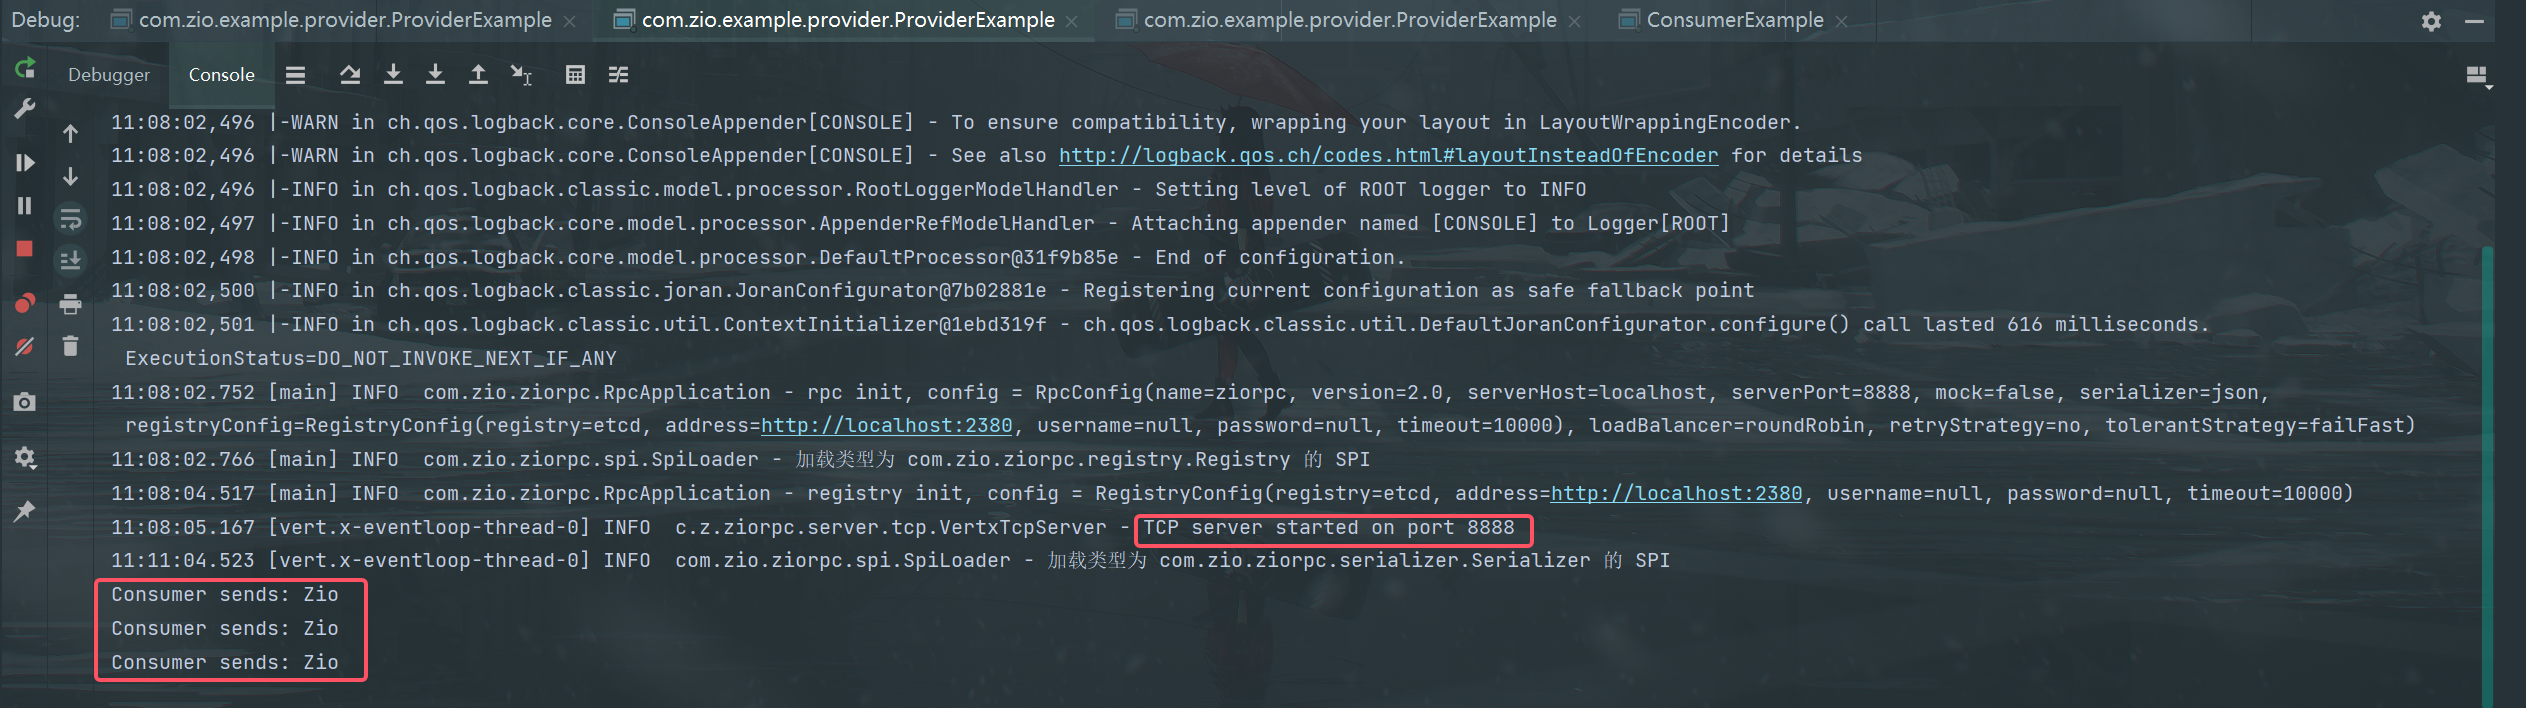 Debug: com.zio.example.provider.ProviderExample com.zio.example.provider.ProviderExample com.zio.example.provider.ProviderExample ConsumerExample
Debugger Console
11:08:02,496 |-WARN in ch.qos.logback.core.ConsoleAppender[CONSOLE] - To ensure compatibility, wrapping your layout in LayoutWrappingEncoder.
11:08:02,496 |-WARN in ch.qos.logback.core.ConsoleAppender[CONSOLE] - See also http://logback.qos.ch/codes.html#layoutInsteadOfEncoder for details
11:08:02,496 |-INFO in ch.qos.logback.classic.model.processor.RootLoggerModelHandler - Setting level of ROOT logger to INFO
11:08:02,497 |-INFO in ch.qos.logback.core.model.processor.AppenderRefModelHandler - Attaching appender named [CONSOLE] to Logger[ROOT]
11:08:02,498 |-INFO in ch.qos.logback.core.model.processor.DefaultProcessor@31f9b85e - End of configuration.
11:08:02,500 |-INFO in ch.qos.logback.classic.joran.JoranConfigurator@7b02881e - Registering current configuration as safe fallback point
11:08:02,501 |-INFO in ch.qos.logback.classic.util.ContextInitializer@1ebd319f - ch.qos.logback.classic.util.DefaultJoranConfigurator.configure() call lasted 616 milliseconds.
ExecutionStatus=DO_NOT_INVOKE_NEXT_IF_ANY
11:08:02.752 [main] INFO  com.zio.ziorpc.RpcApplication - rpc init, config = RpcConfig(name=ziorpc, version=2.0, serverHost=localhost, serverPort=8888, mock=false, serializer=json,
registryConfig=RegistryConfig(registry=etcd, address=http://localhost:2380, username=null, password=null, timeout=10000), loadBalancer=roundRobin, retryStrategy=no, tolerantStrategy=failFast)
11:08:02.766 [main] INFO  com.zio.ziorpc.spi.SpiLoader - 加载类型为 com.zio.ziorpc.registry.Registry 的 SPI
11:08:04.517 [main] INFO  com.zio.ziorpc.RpcApplication - registry init, config = RegistryConfig(registry=etcd, address=http://localhost:2380, username=null, password=null, timeout=10000)
11:08:05.167 [vert.x-eventloop-thread-0] INFO  c.z.ziorpc.server.tcp.VertxTcpServer - TCP server started on port 8888
11:11:04.523 [vert.x-eventloop-thread-0] INFO  com.zio.ziorpc.spi.SpiLoader - 加载类型为 com.zio.ziorpc.serializer.Serializer 的 SPI
Consumer sends: Zio
Consumer sends: Zio
Consumer sends: Zio